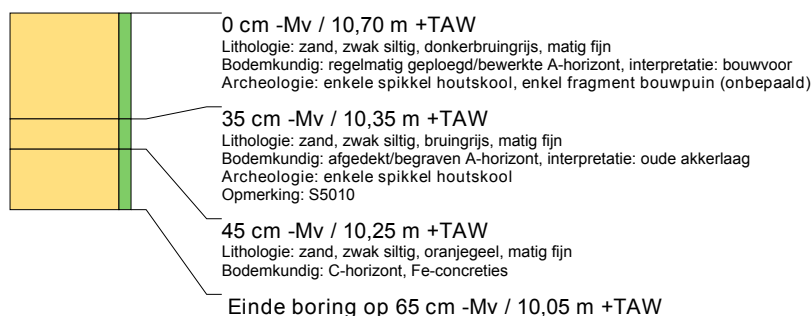 0 cm -Mv / 10,70 m +TAW
Lithologie: zand, zwak siltig, donkerbruingrijs, matig fijn
Bodemkundig: regelmatig geploegd/bewerkte A-horizont, interpretatie: bouwvoor
Archeologie: enkele spikkel houtskool, enkel fragment bouwpuin (onbepaald)
35 cm -Mv / 10,35 m +TAW
Lithologie: zand, zwak siltig, bruingrijs, matig fijn
Bodemkundig: afgedekt/begraven A-horizont, interpretatie: oude akkerlaag
Archeologie: enkele spikkel houtskool
Opmerking: S5010
45 cm -Mv / 10,25 m +TAW
Lithologie: zand, zwak siltig, oranjegeel, matig fijn
Bodemkundig: C-horizont, Fe-concreties
Einde boring op 65 cm -Mv / 10,05 m +TAW